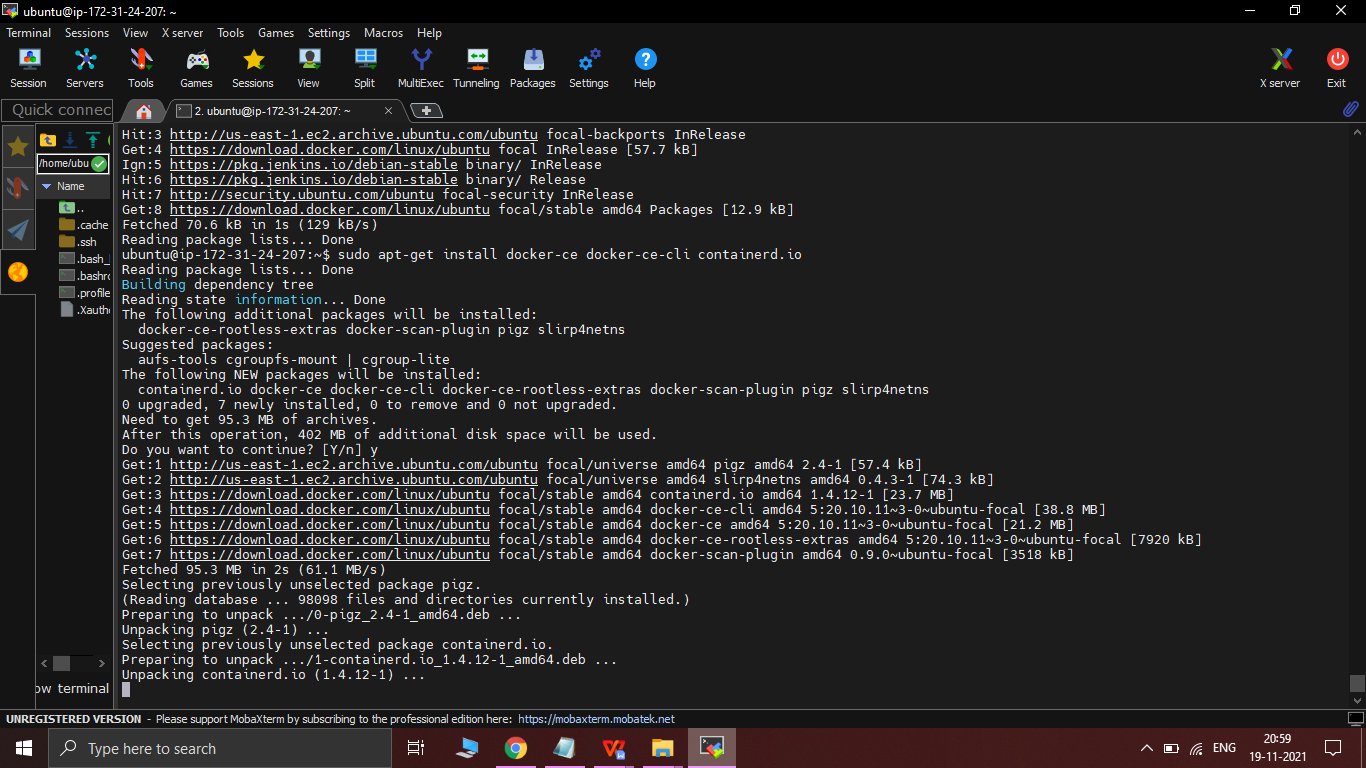 ubuntu@ip-172-31-24-207: ~
Terminal Sessions View X server Tools Games Settings Macros Help
Session Servers Tools Games Sessions View Split MultiExec Tunneling Packages Settings Help X server Exit
Quick connec
2. ubuntu@ip-172-31-24-207: ~
/home/ubu
Name
..
.cache
.ssh
.bash_
.bashrc
.profile
.Xautho
ow terminal
Hit:3 http://us-east-1.ec2.archive.ubuntu.com/ubuntu focal-backports InRelease
Get:4 https://download.docker.com/linux/ubuntu focal InRelease [57.7 kB]
Ign:5 https://pkg.jenkins.io/debian-stable binary/ InRelease
Hit:6 https://pkg.jenkins.io/debian-stable binary/ Release
Hit:7 http://security.ubuntu.com/ubuntu focal-security InRelease
Get:8 https://download.docker.com/linux/ubuntu focal/stable amd64 Packages [12.9 kB]
Fetched 70.6 kB in 1s (129 kB/s)
Reading package lists... Done
ubuntu@ip-172-31-24-207:~$ sudo apt-get install docker-ce docker-ce-cli containerd.io
Reading package lists... Done
Building dependency tree
Reading state information... Done
The following additional packages will be installed:
docker-ce-rootless-extras docker-scan-plugin pigz slirp4netns
Suggested packages:
aufs-tools cgroupfs-mount | cgroup-lite
The following NEW packages will be installed:
containerd.io docker-ce docker-ce-cli docker-ce-rootless-extras docker-scan-plugin pigz slirp4netns
0 upgraded, 7 newly installed, 0 to remove and 0 not upgraded.
Need to get 95.3 MB of archives.
After this operation, 402 MB of additional disk space will be used.
Do you want to continue? [Y/n] y
Get:1 http://us-east-1.ec2.archive.ubuntu.com/ubuntu focal/universe amd64 pigz amd64 2.4-1 [57.4 kB]
Get:2 http://us-east-1.ec2.archive.ubuntu.com/ubuntu focal/universe amd64 slirp4netns amd64 0.4.3-1 [74.3 kB]
Get:3 https://download.docker.com/linux/ubuntu focal/stable amd64 containerd.io amd64 1.4.12-1 [23.7 MB]
Get:4 https://download.docker.com/linux/ubuntu focal/stable amd64 docker-ce-cli amd64 5:20.10.11~3-0~ubuntu-focal [38.8 MB]
Get:5 https://download.docker.com/linux/ubuntu focal/stable amd64 docker-ce amd64 5:20.10.11~3-0~ubuntu-focal [21.2 MB]
Get:6 https://download.docker.com/linux/ubuntu focal/stable amd64 docker-ce-rootless-extras amd64 5:20.10.11~3-0~ubuntu-focal [7920 kB]
Get:7 https://download.docker.com/linux/ubuntu focal/stable amd64 docker-scan-plugin amd64 0.9.0~ubuntu-focal [3518 kB]
Fetched 95.3 MB in 2s (61.1 MB/s)
Selecting previously unselected package pigz.
(Reading database ... 98098 files and directories currently installed.)
Preparing to unpack .../0-pigz_2.4-1_amd64.deb ...
Unpacking pigz (2.4-1) ...
Selecting previously unselected package containerd.io.
Preparing to unpack .../1-containerd.io_1.4.12-1_amd64.deb ...
Unpacking containerd.io (1.4.12-1) ...
UNREGISTERED VERSION - Please support MobaXterm by subscribing to the professional edition here: https://mobaxterm.mobatek.net
Type here to search
ENG
20:59
19-11-2021